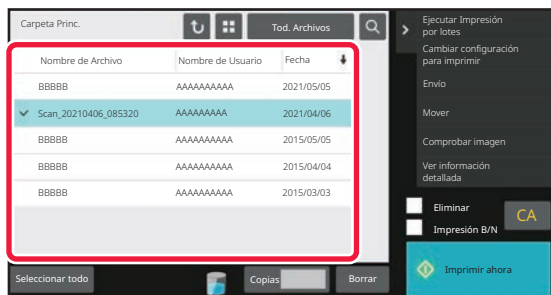 Carpeta Princ.
Tod. Archivos
Nombre de Archivo Nombre de Usuario Fecha
BBBBB AAAAAAAAAA 2021/05/05
Scan_20210406_085320 AAAAAAAAA 2021/04/06
BBBBB AAAAAAAAAA 2015/05/05
BBBBB AAAAAAAAAA 2015/04/04
BBBBB AAAAAAAAAA 2015/03/03
Seleccionar todo
Copias
Borrar
Ejecutar Impresión
por lotes
Cambiar configuración
para imprimir
Envío
Mover
Comprobar imagen
Ver información
detallada
Eliminar
Impresión B/N
CA
Imprimir ahora